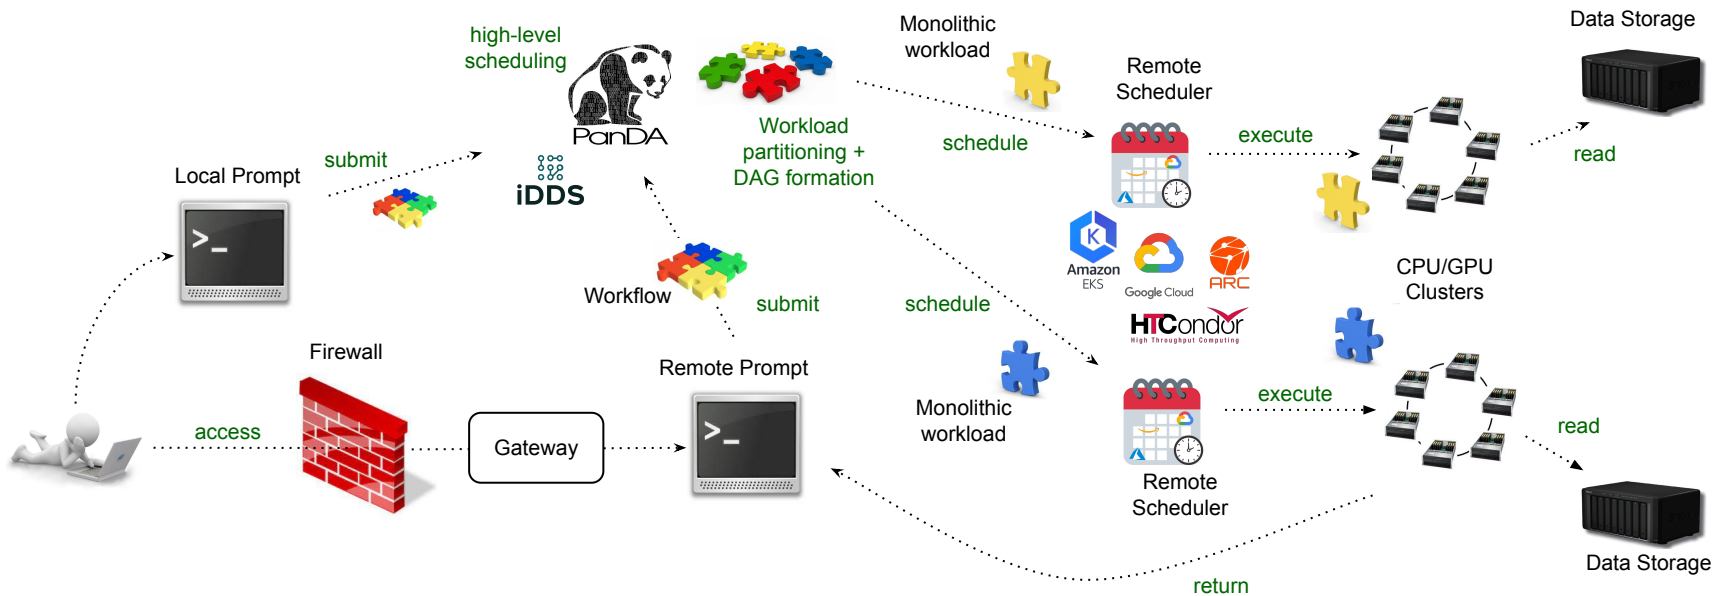 high-level
scheduling
PanDA
iDDS
Workload
partitioning +
DAG formation
Monolithic
workload
schedule
Remote
Scheduler
execute
Data Storage
read
Local Prompt
submit
>_
Workflow
submit
schedule
Amazon
EKS
Google Cloud
ARC
HTCondor
High Throughput Computing
CPU/GPU
Clusters
Firewall
access
Gateway
Remote Prompt
>_
Monolithic
workload
execute
Remote
Scheduler
read
Data Storage
return